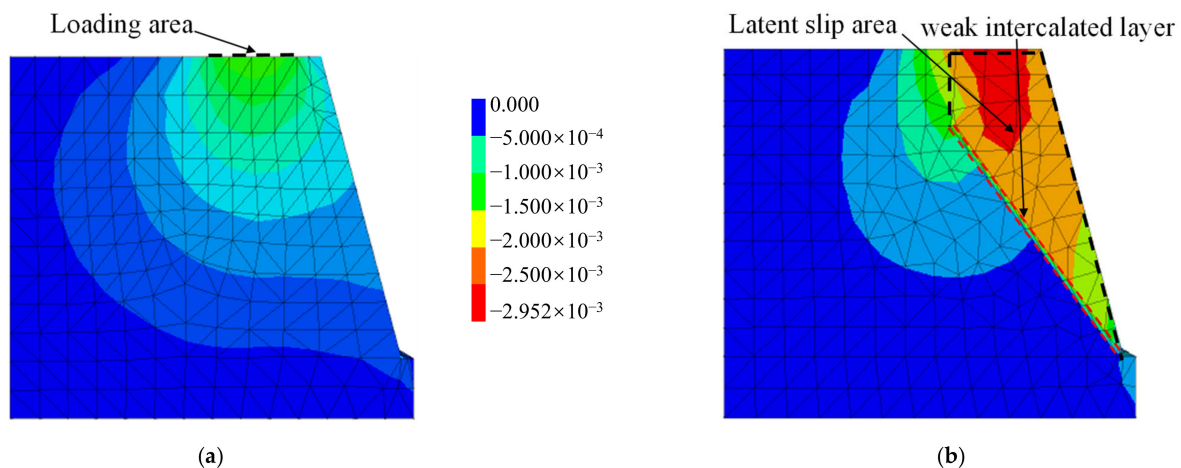 Loading area
Latent slip area
weak intercalated layer
0.000
−5.000×10⁻⁴
−1.000×10⁻³
−1.500×10⁻³
−2.000×10⁻³
−2.500×10⁻³
−2.952×10⁻³
(a)
(b)